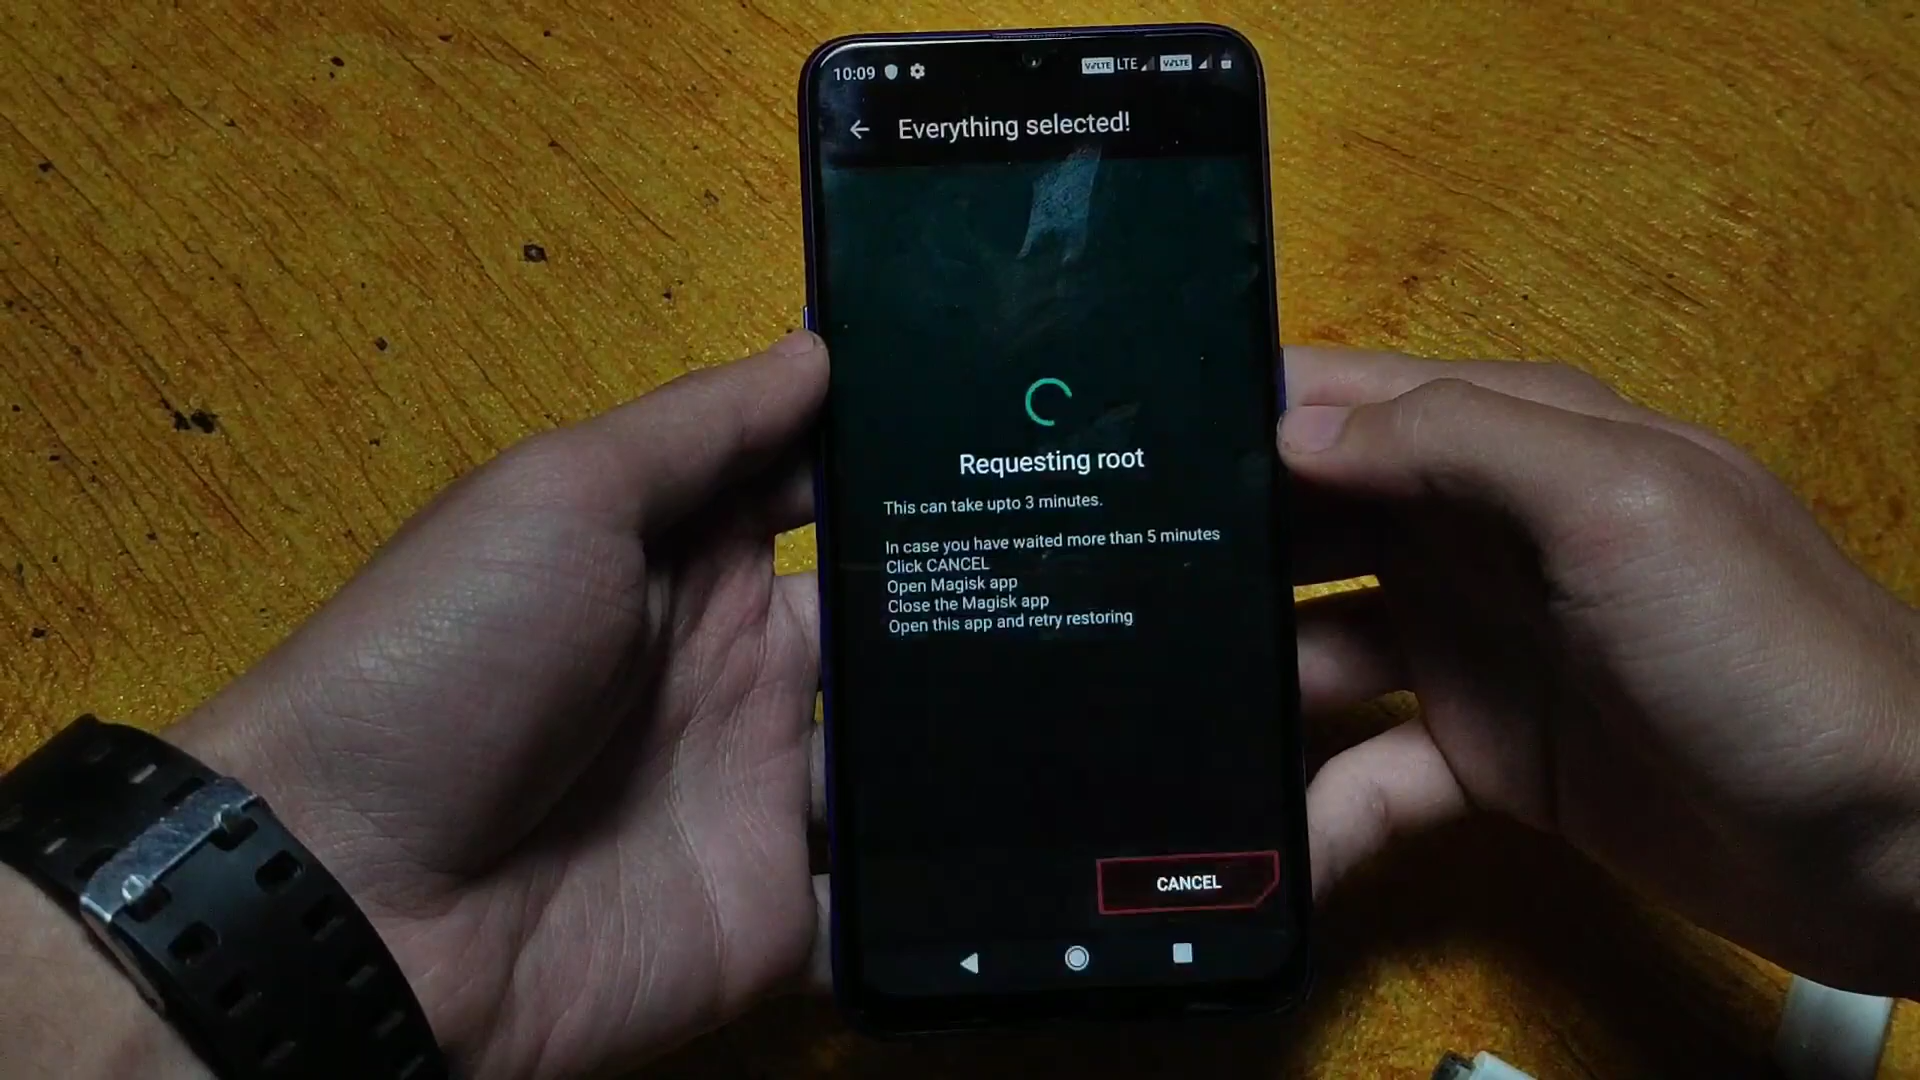 10:09 VoLTE LTE VoLTE
Everything selected!
Requesting root
This can take upto 3 minutes.
In case you have waited more than 5 minutes
Click CANCEL
Open Magisk app
Close the Magisk app
Open this app and retry restoring
CANCEL